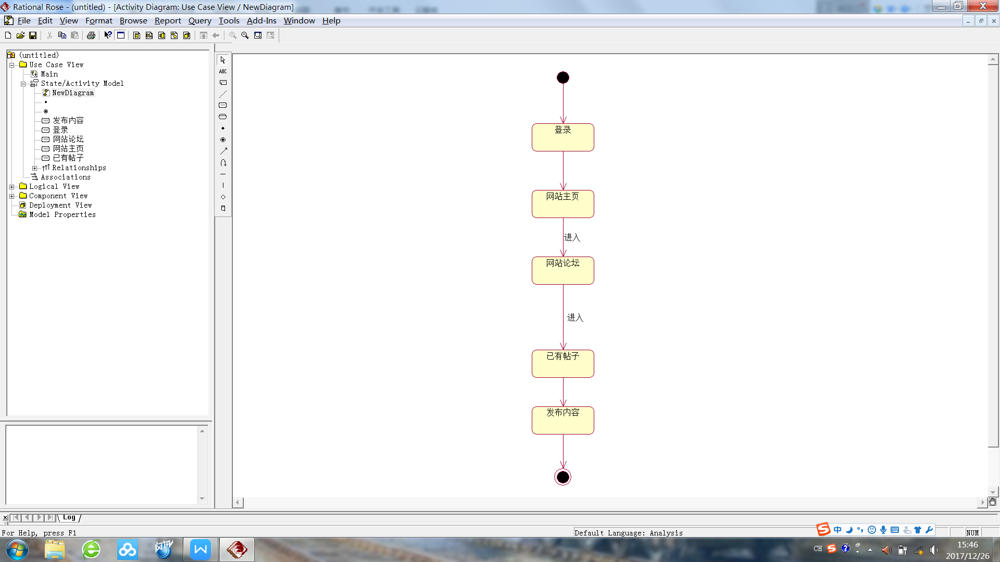 Rational Rose - (untitled) - [Activity Diagram: Use Case View / NewDiagram]
File Edit View Format Browse Report Query Tools Add-Ins Window Help
(untitled)
Use Case View
Main
State/Activity Model
NewDiagram
发布内容
登录
网站论坛
网站主页
已有帖子
Relationships
Associations
Logical View
Component View
Deployment View
Model Properties
ABC
登录
网站主页
进入
网站论坛
进入
已有帖子
发布内容
Log
For Help, press F1
Default Language: Analysis
NUM
中
CH
15:46
2017/12/26